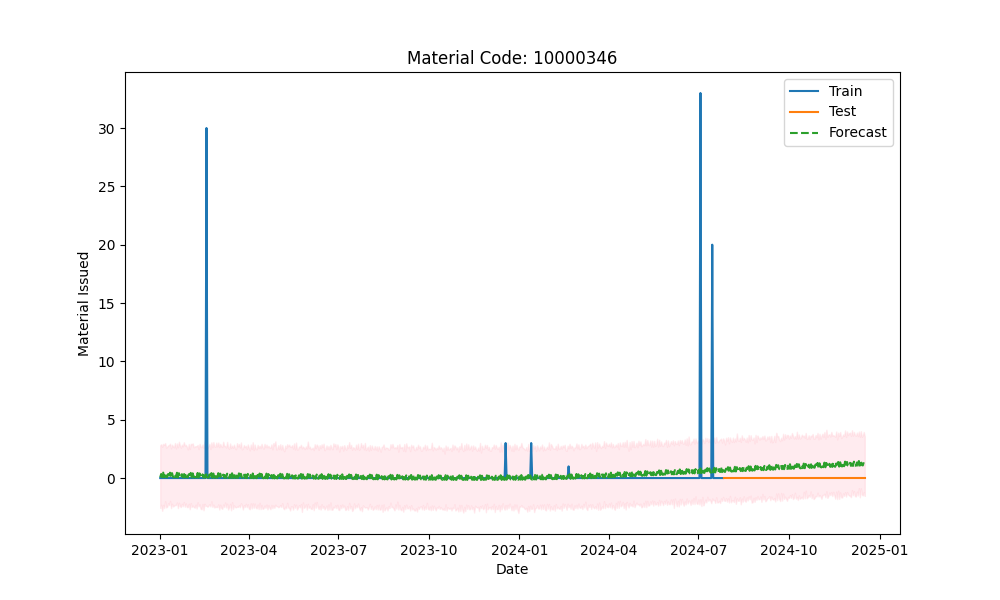 Material Code: 10000346
Train
Test
Forecast
Material Issued
30
25
20
15
10
5
0
2023-01 2023-04 2023-07 2023-10 2024-01 2024-04 2024-07 2024-10 2025-01
Date